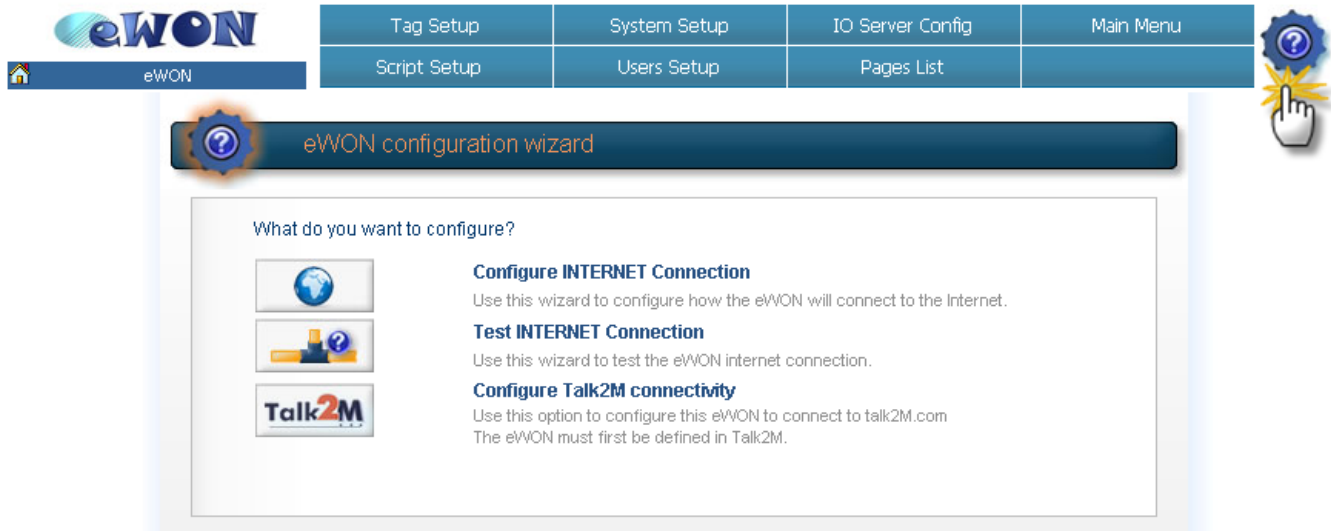 eWON
Tag Setup
System Setup
IO Server Config
Main Menu
eWON
Script Setup
Users Setup
Pages List
eWON configuration wizard
What do you want to configure?
Configure INTERNET Connection
Use this wizard to configure how the eWON will connect to the Internet.
Test INTERNET Connection
Use this wizard to test the eWON internet connection.
Talk2M
Configure Talk2M connectivity
Use this option to configure this eWON to connect to talk2M.com
The eWON must first be defined in Talk2M.